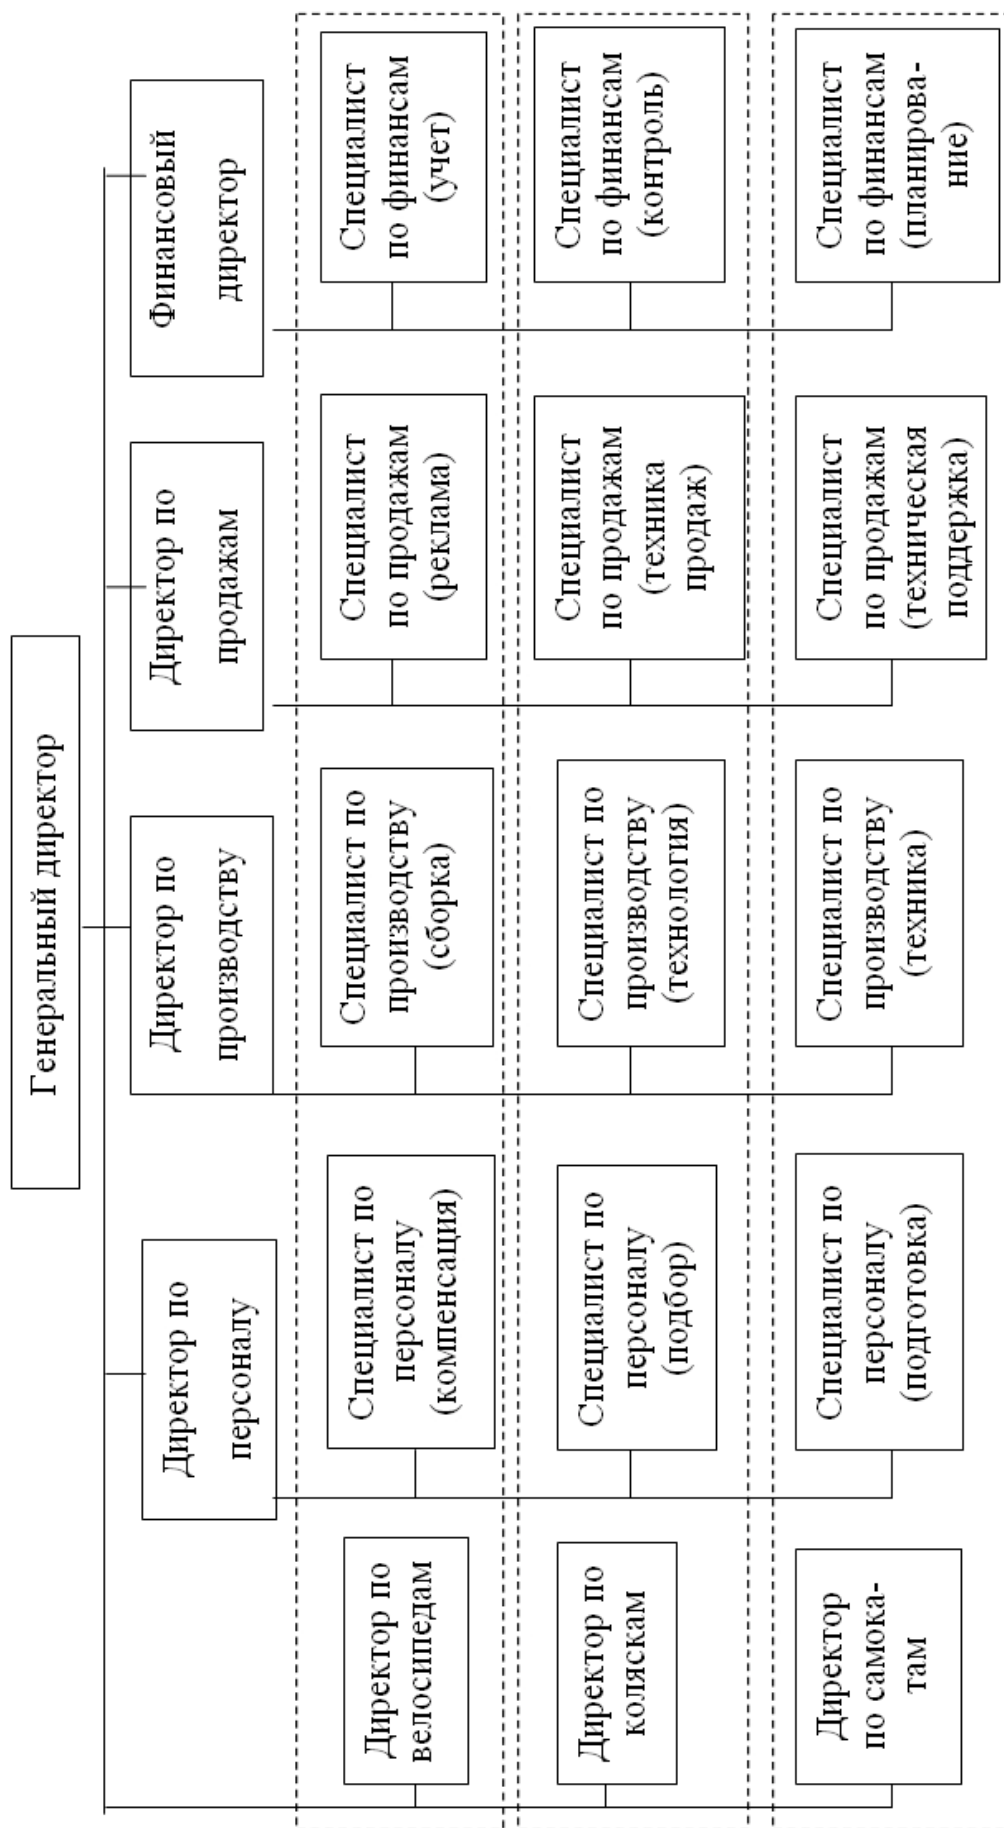 Генеральный директор
Директор по
персоналу
Директор по
производству
Директор по
продажам
Финансовый
директор
Директор по
велосипедам
Специалист по
персоналу
(компенсация)
Специалист по
производству
(сборка)
Специалист
по продажам
(реклама)
Специалист
по финансам
(учет)
Директор по
коляскам
Специалист по
персоналу
(подбор)
Специалист по
производству
(технология)
Специалист
по продажам
(техника
продаж)
Специалист
по финансам
(контроль)
Директор
по самока-
там
Специалист по
персоналу
(подготовка)
Специалист по
производству
(техника)
Специалист
по продажам
(техническая
поддержка)
Специалист
по финансам
(планирова-
ние)